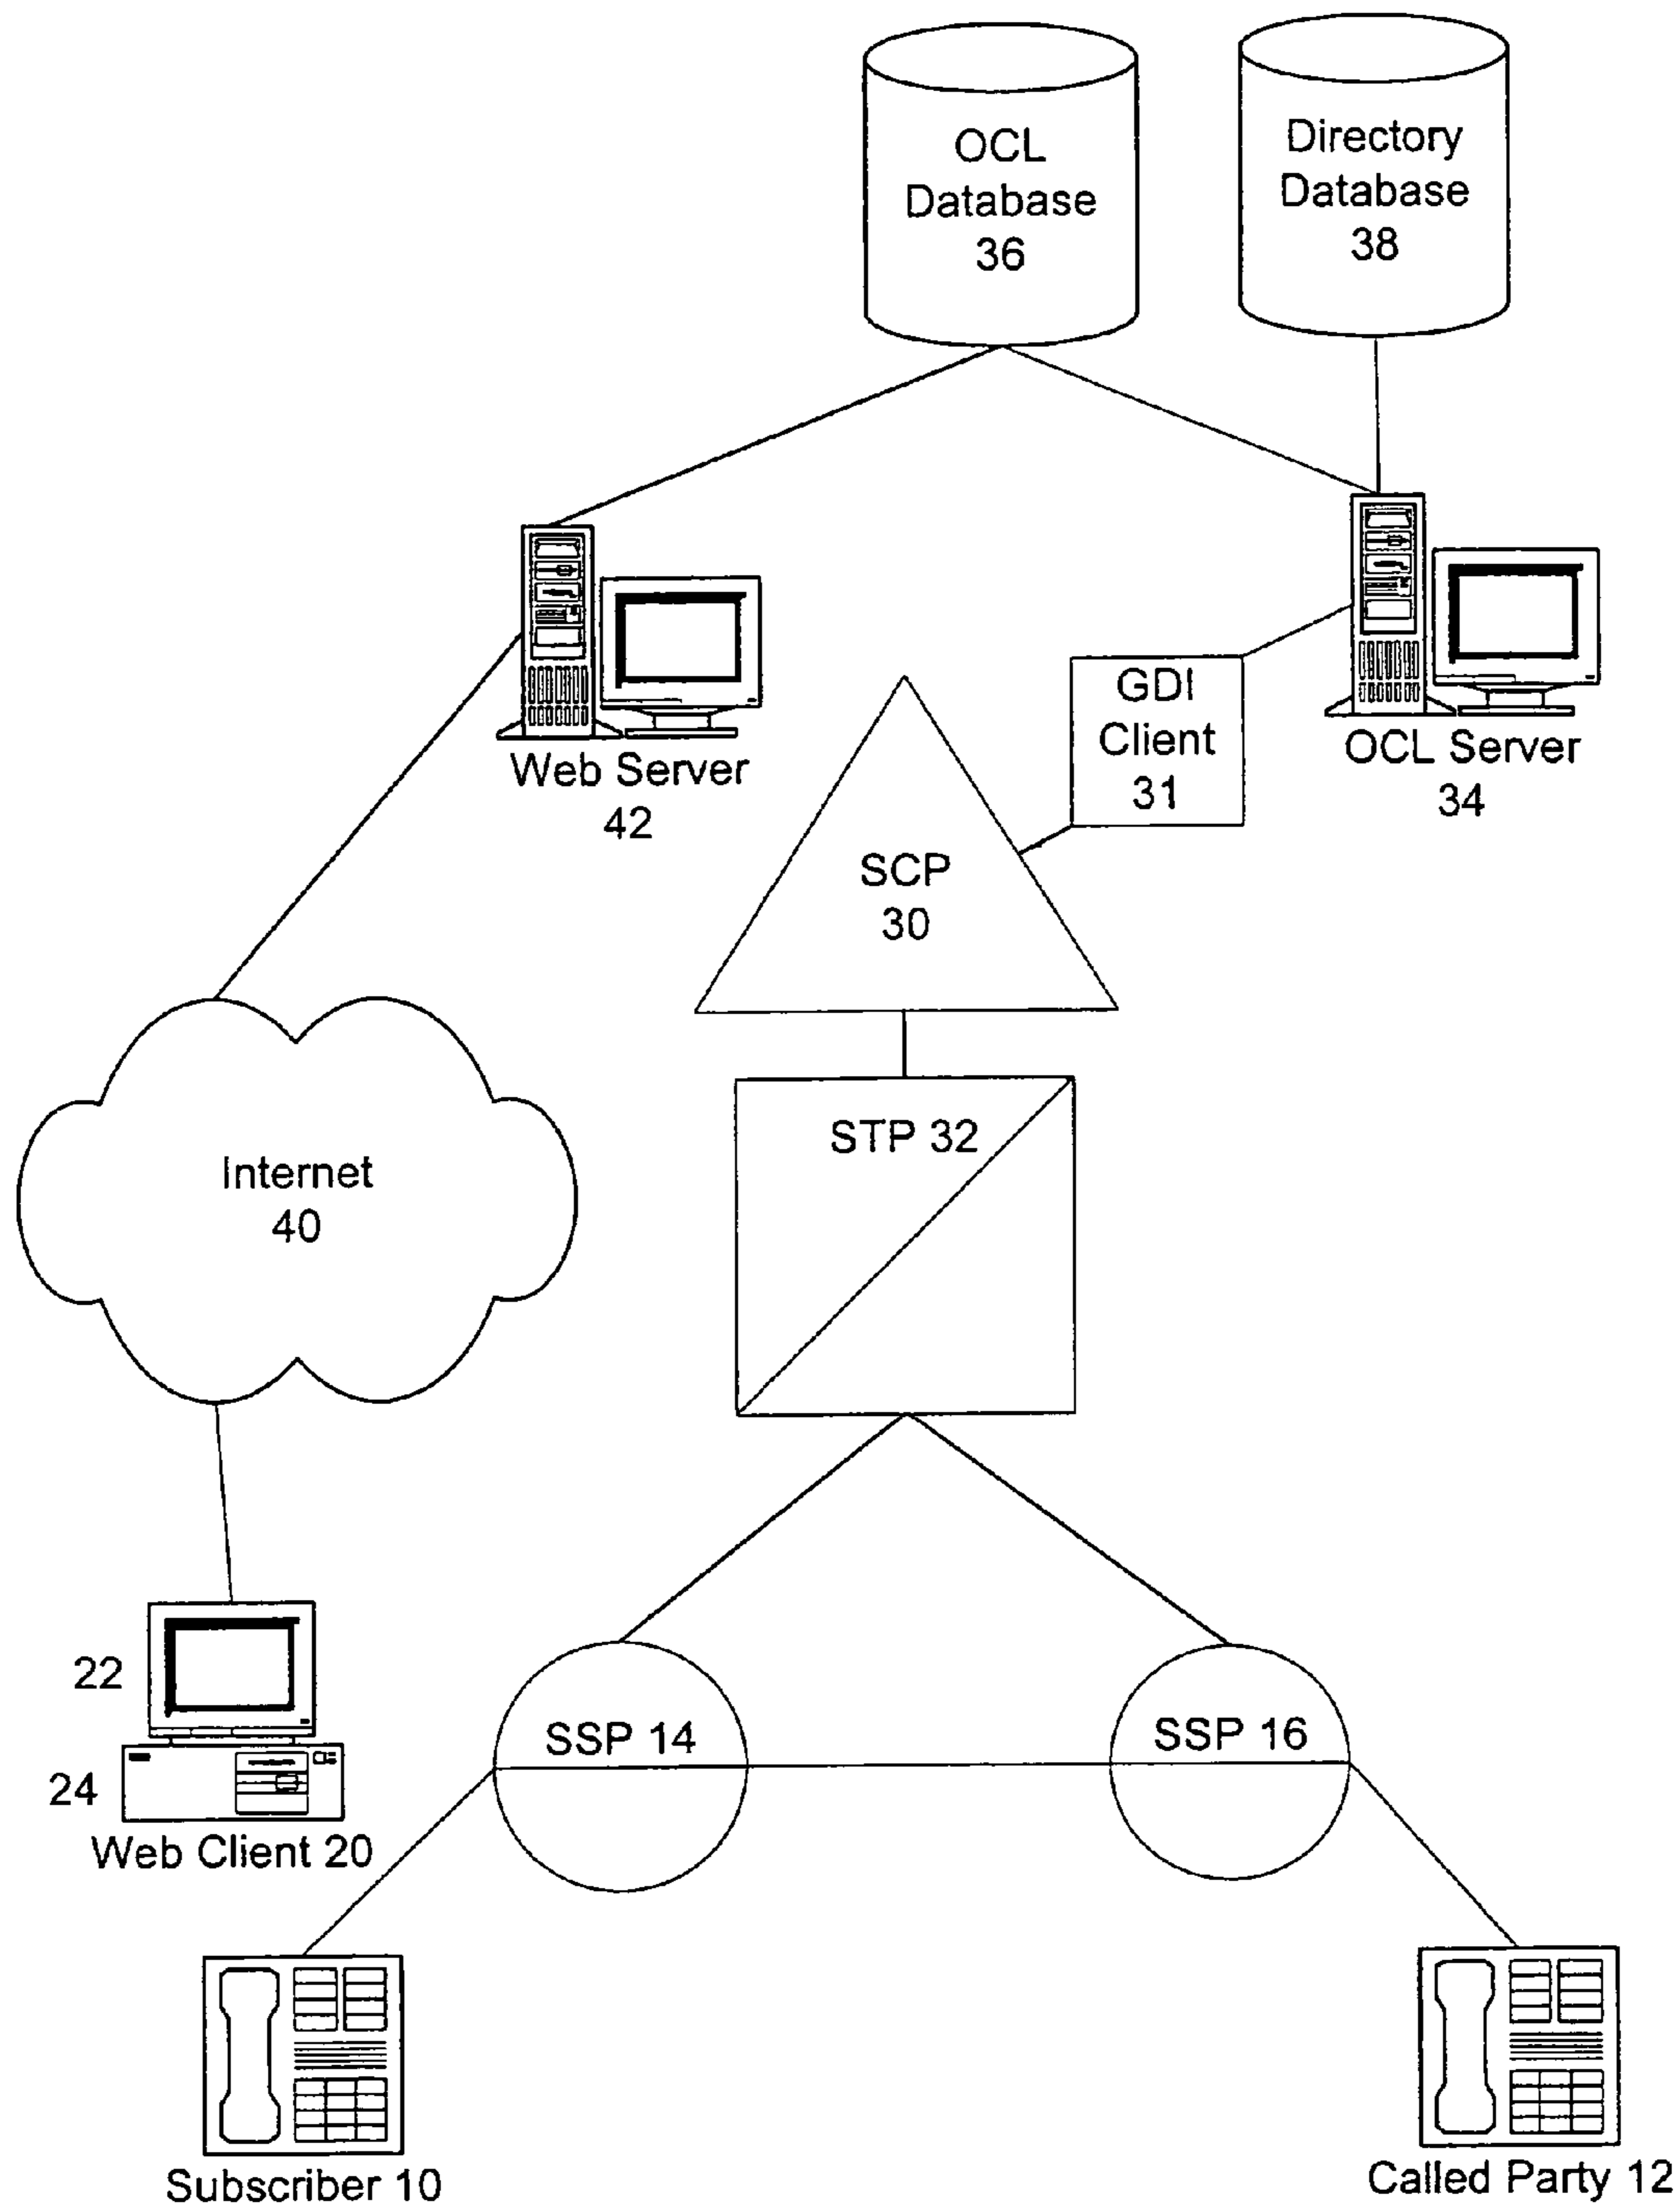 OCL
Database
36
Directory
Database
38
Web Server
42
GDI
Client
31
OCL Server
34
SCP
30
STP 32
Internet
40
22
24
Web Client 20
SSP 14
SSP 16
Subscriber 10
Called Party 12